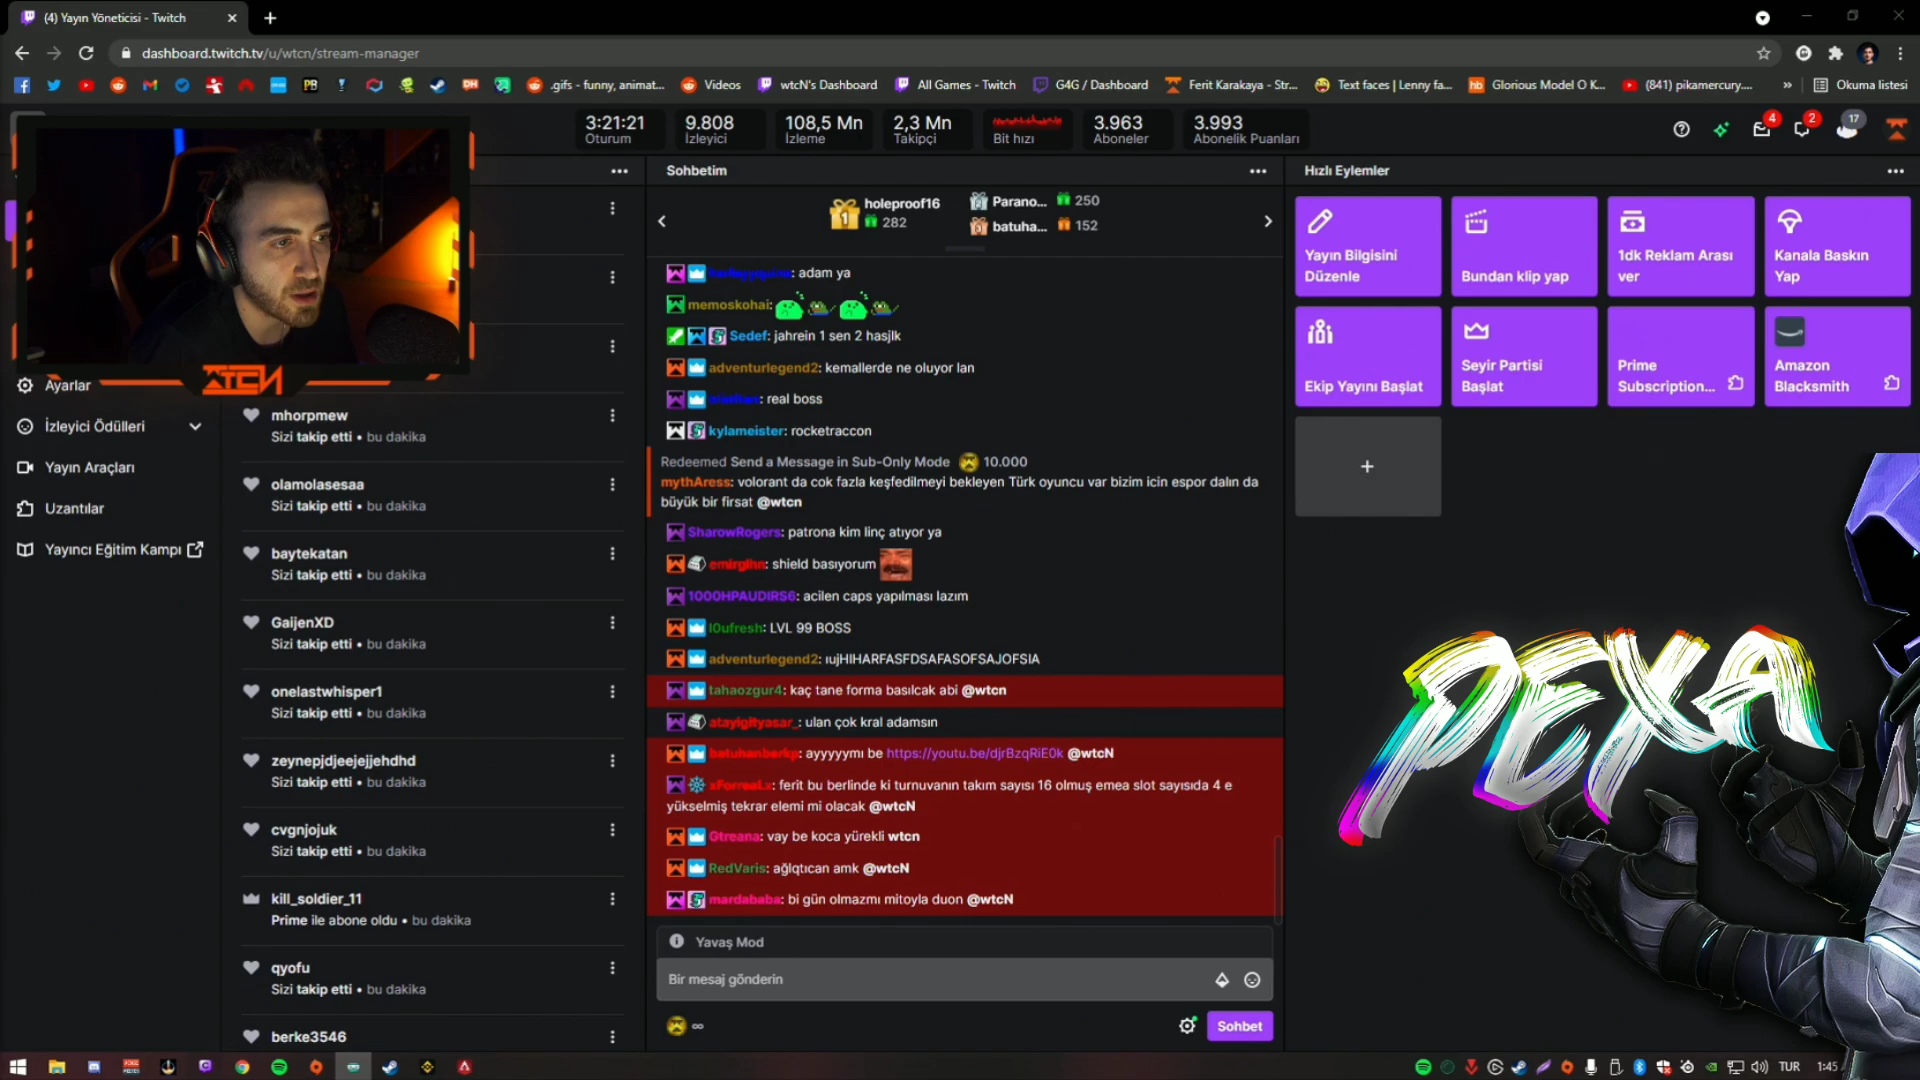 (4) Yayın Yöneticisi - Twitch
dashboard.twitch.tv/u/wtcn/stream-manager
.gifs - funny, animat...
Videos
wtcN's Dashboard
All Games - Twitch
G4G / Dashboard
Ferit Karakaya - Str...
Text faces | Lenny fa...
Glorious Model O K...
(841) pikamercury....
»
Okuma listesi
3:21:21
Oturum
9.808
İzleyici
108,5 Mn
İzleme
2,3 Mn
Takipçi
Bit hızı
3.963
Aboneler
3.993
Abonelik Puanları
4
2
17
WTCN
Ayarlar
İzleyici Ödülleri
Yayın Araçları
Uzantılar
Yayıncı Eğitim Kampı
mhorpmew
Sizi takip etti • bu dakika
olamolasesaa
Sizi takip etti • bu dakika
baytekatan
Sizi takip etti • bu dakika
GaijenXD
Sizi takip etti • bu dakika
onelastwhisper1
Sizi takip etti • bu dakika
zeynepjdjeejejjehdhd
Sizi takip etti • bu dakika
cvgnjojuk
Sizi takip etti • bu dakika
kill_soldier_11
Prime ile abone oldu • bu dakika
qyofu
Sizi takip etti • bu dakika
berke3546
Sohbetim
1
holeproof16
282
Parano... 250
batuha... 152
: adam ya
memoskohai:
Sedef: jahrein 1 sen 2 hasjlk
adventurlegend2: kemallerde ne oluyor lan
: real boss
kylameister: rocketraccon
Redeemed Send a Message in Sub-Only Mode 10.000
mythAress: volorant da cok fazla keşfedilmeyi bekleyen Türk oyuncu var bizim icin espor dalın da
büyük bir firsat @wtcn
SharowRogers: patrona kim linç atıyor ya
emirglhn: shield basıyorum
1000HPAUDIRS6: acilen caps yapılması lazım
l0ufresh: LVL 99 BOSS
adventurlegend2: ıujHIHARFASFDSAFASOFSAJOFSIA
tahaozgur4: kaç tane forma basılcak abi @wtcn
atayigityasar_: ulan çok kral adamsın
batuhanberkp: ayyyyymı be https://youtu.be/djrBzqRiE0k @wtcN
xForreaLx: ferit bu berlinde ki turnuvanın takım sayısı 16 olmuş emea slot sayısıda 4 e
yükselmiş tekrar elemi mi olacak @wtcN
Gtreana: vay be koca yürekli wtcn
RedVaris: ağlqtıcan amk @wtcN
mardababa: bi gün olmazmı mitoyla duon @wtcN
Yavaş Mod
Bir mesaj gönderin
Sohbet
Hızlı Eylemler
Yayın Bilgisini
Düzenle
Bundan klip yap
1dk Reklam Arası
ver
Kanala Baskın
Yap
Ekip Yayını Başlat
Seyir Partisi
Başlat
Prime
Subscription...
Amazon
Blacksmith
PEXA
TUR
1:45